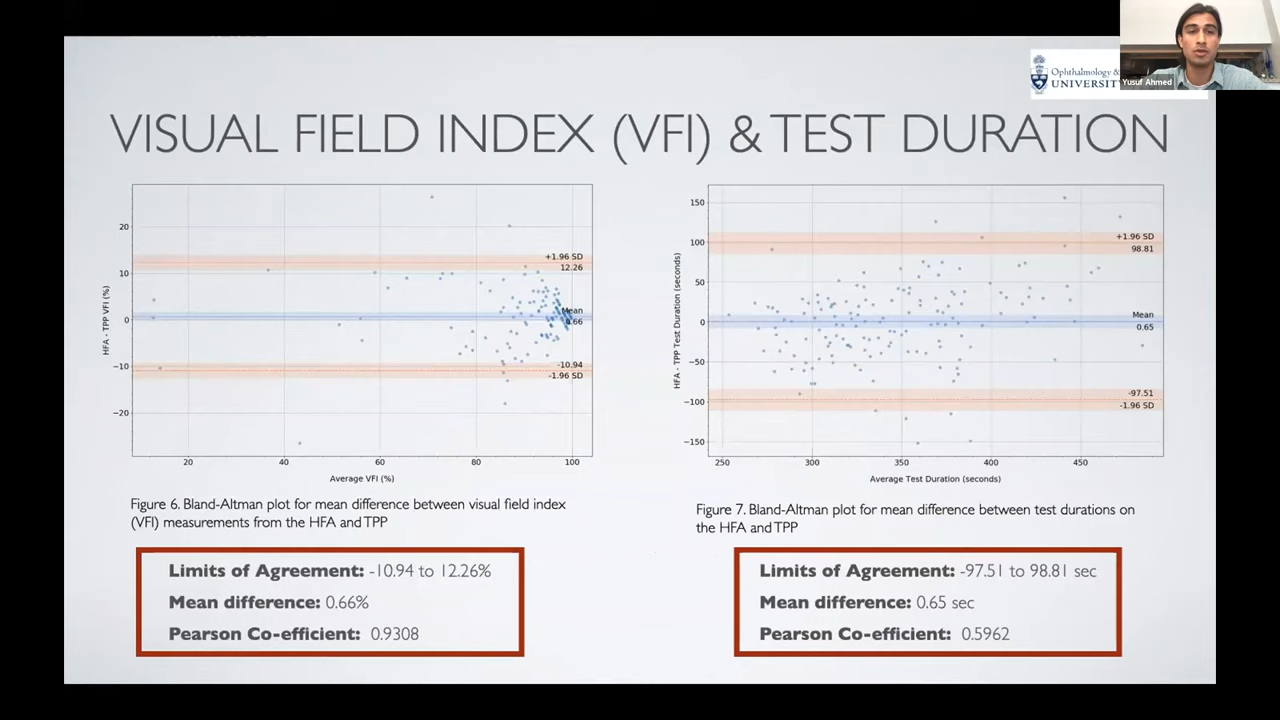 Ophthalmology &
UNIVERSIT
Yusuf Ahmed
VISUAL FIELD INDEX (VFI) & TEST DURATION
HFA - TPP VFI (%)
20
10
0
−10
−20
+1.96 SD
12.26
Mean
0.66
-10.94
-1.96 SD
20
40
60
80
100
Average VFI (%)
Figure 6. Bland-Altman plot for mean difference between visual field index
(VFI) measurements from the HFA and TPP
Limits of Agreement: -10.94 to 12.26%
Mean difference: 0.66%
Pearson Co-efficient: 0.9308
HFA - TPP Test Duration (seconds)
150
100
50
0
−50
−100
−150
+1.96 SD
98.81
Mean
0.65
-97.51
-1.96 SD
250
300
350
400
450
Average Test Duration (seconds)
Figure 7. Bland-Altman plot for mean difference between test durations on
the HFA and TPP
Limits of Agreement: -97.51 to 98.81 sec
Mean difference: 0.65 sec
Pearson Co-efficient: 0.5962